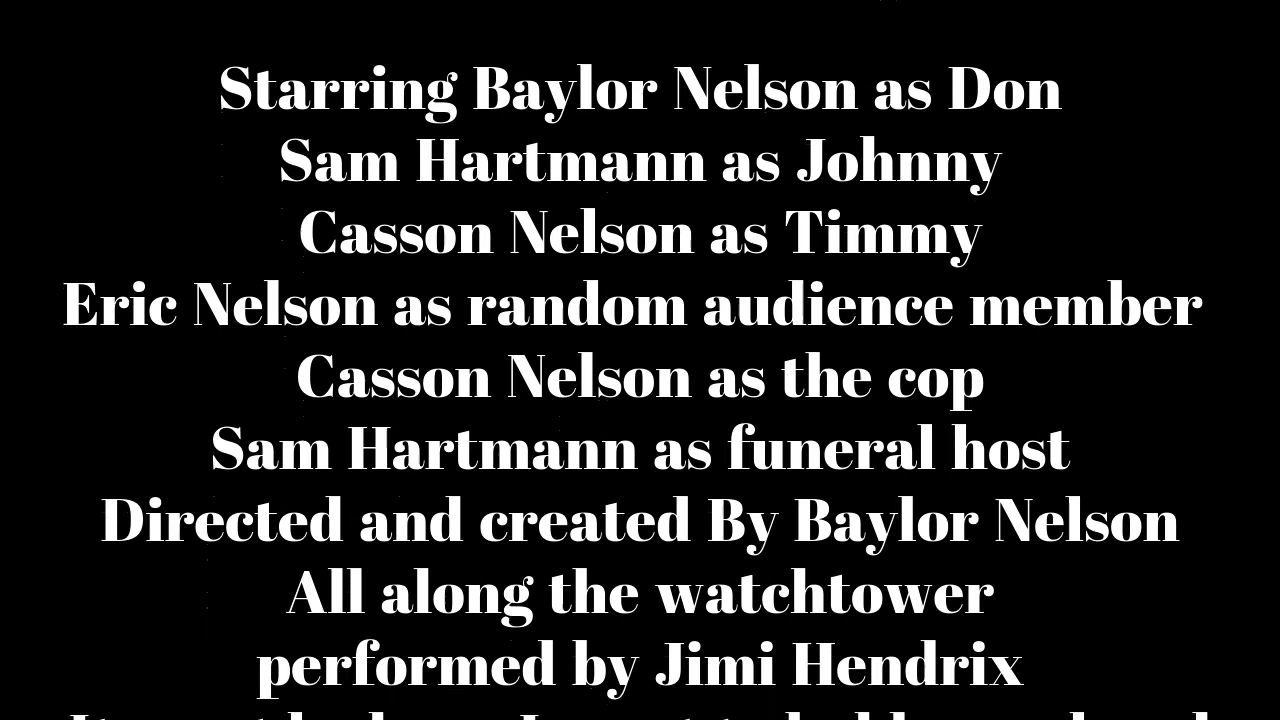 Starring Baylor Nelson as Don
Sam Hartmann as Johnny
Casson Nelson as Timmy
Eric Nelson as random audience member
Casson Nelson as the cop
Sam Hartmann as funeral host
Directed and created By Baylor Nelson
All along the watchtower
performed by Jimi Hendrix